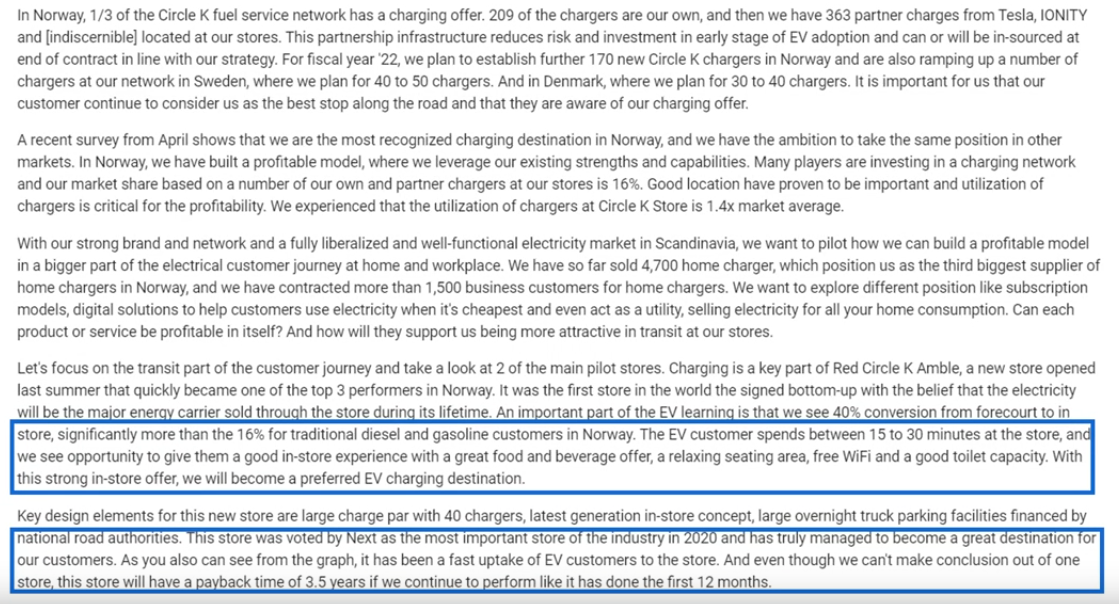 In Norway, 1/3 of the Circle K fuel service network has a charging offer. 209 of the chargers are our own, and then we have 363 partner charges from Tesla, IONITY
and [indiscernible] located at our stores. This partnership infrastructure reduces risk and investment in early stage of EV adoption and can or will be in-sourced at
end of contract in line with our strategy. For fiscal year '22, we plan to establish further 170 new Circle K chargers in Norway and are also ramping up a number of
chargers at our network in Sweden, where we plan for 40 to 50 chargers. And in Denmark, where we plan for 30 to 40 chargers. It is important for us that our
customer continue to consider us as the best stop along the road and that they are aware of our charging offer.
A recent survey from April shows that we are the most recognized charging destination in Norway, and we have the ambition to take the same position in other
markets. In Norway, we have built a profitable model, where we leverage our existing strengths and capabilities. Many players are investing in a charging network
and our market share based on a number of our own and partner chargers at our stores is 16%. Good location have proven to be important and utilization of
chargers is critical for the profitability. We experienced that the utilization of chargers at Circle K Store is 1.4x market average.
With our strong brand and network and a fully liberalized and well-functional electricity market in Scandinavia, we want to pilot how we can build a profitable model
in a bigger part of the electrical customer journey at home and workplace. We have so far sold 4,700 home charger, which position us as the third biggest supplier of
home chargers in Norway, and we have contracted more than 1,500 business customers for home chargers. We want to explore different position like subscription
models, digital solutions to help customers use electricity when it's cheapest and even act as a utility, selling electricity for all your home consumption. Can each
product or service be profitable in itself? And how will they support us being more attractive in transit at our stores.
Let's focus on the transit part of the customer journey and take a look at 2 of the main pilot stores. Charging is a key part of Red Circle K Amble, a new store opened
last summer that quickly became one of the top 3 performers in Norway. It was the first store in the world the signed bottom-up with the belief that the electricity
will be the major energy carrier sold through the store during its lifetime. An important part of the EV learning is that we see 40% conversion from forecourt to in
store, significantly more than the 16% for traditional diesel and gasoline customers in Norway. The EV customer spends between 15 to 30 minutes at the store, and
we see opportunity to give them a good in-store experience with a great food and beverage offer, a relaxing seating area, free WiFi and a good toilet capacity. With
this strong in-store offer, we will become a preferred EV charging destination.
Key design elements for this new store are large charge par with 40 chargers, latest generation in-store concept, large overnight truck parking facilities financed by
national road authorities. This store was voted by Next as the most important store of the industry in 2020 and has truly managed to become a great destination for
our customers. As you also can see from the graph, it has been a fast uptake of EV customers to the store. And even though we can't make conclusion out of one
store, this store will have a payback time of 3.5 years if we continue to perform like it has done the first 12 months.